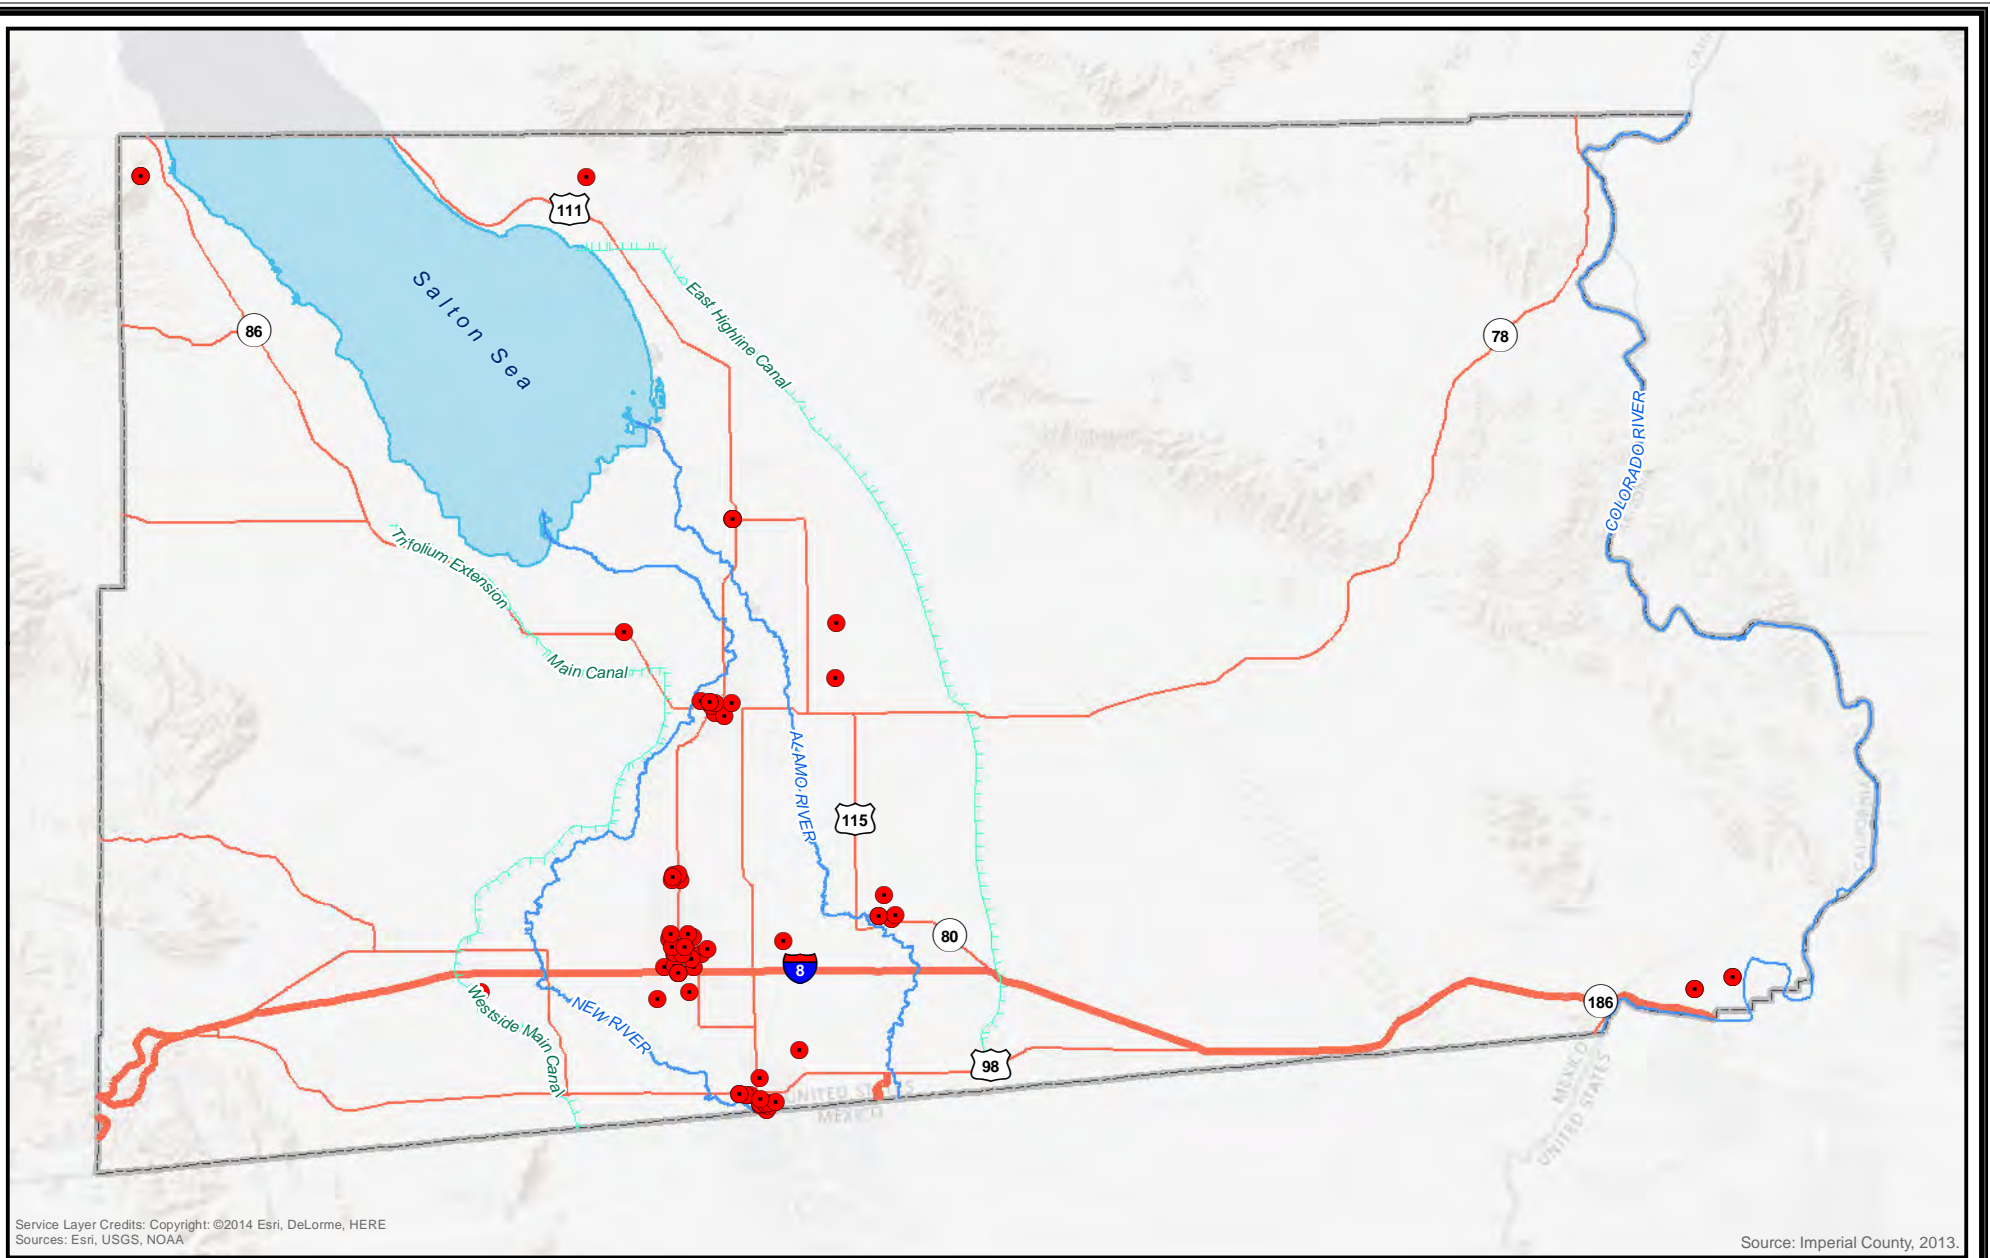 111
Salton Sea
East Highline Canal
86
78
COLORADO RIVER
Trifolium Extension
Main Canal
ALAMO RIVER
115
CALIFORNIA
80
8
186
Westside Main Canal
NEW RIVER
98
UNITED STATES
MEXICO
MEXICO
UNITED STATES
Service Layer Credits: Copyright: ©2014 Esri, DeLorme, HERE
Sources: Esri, USGS, NOAA
Source: Imperial County, 2013.